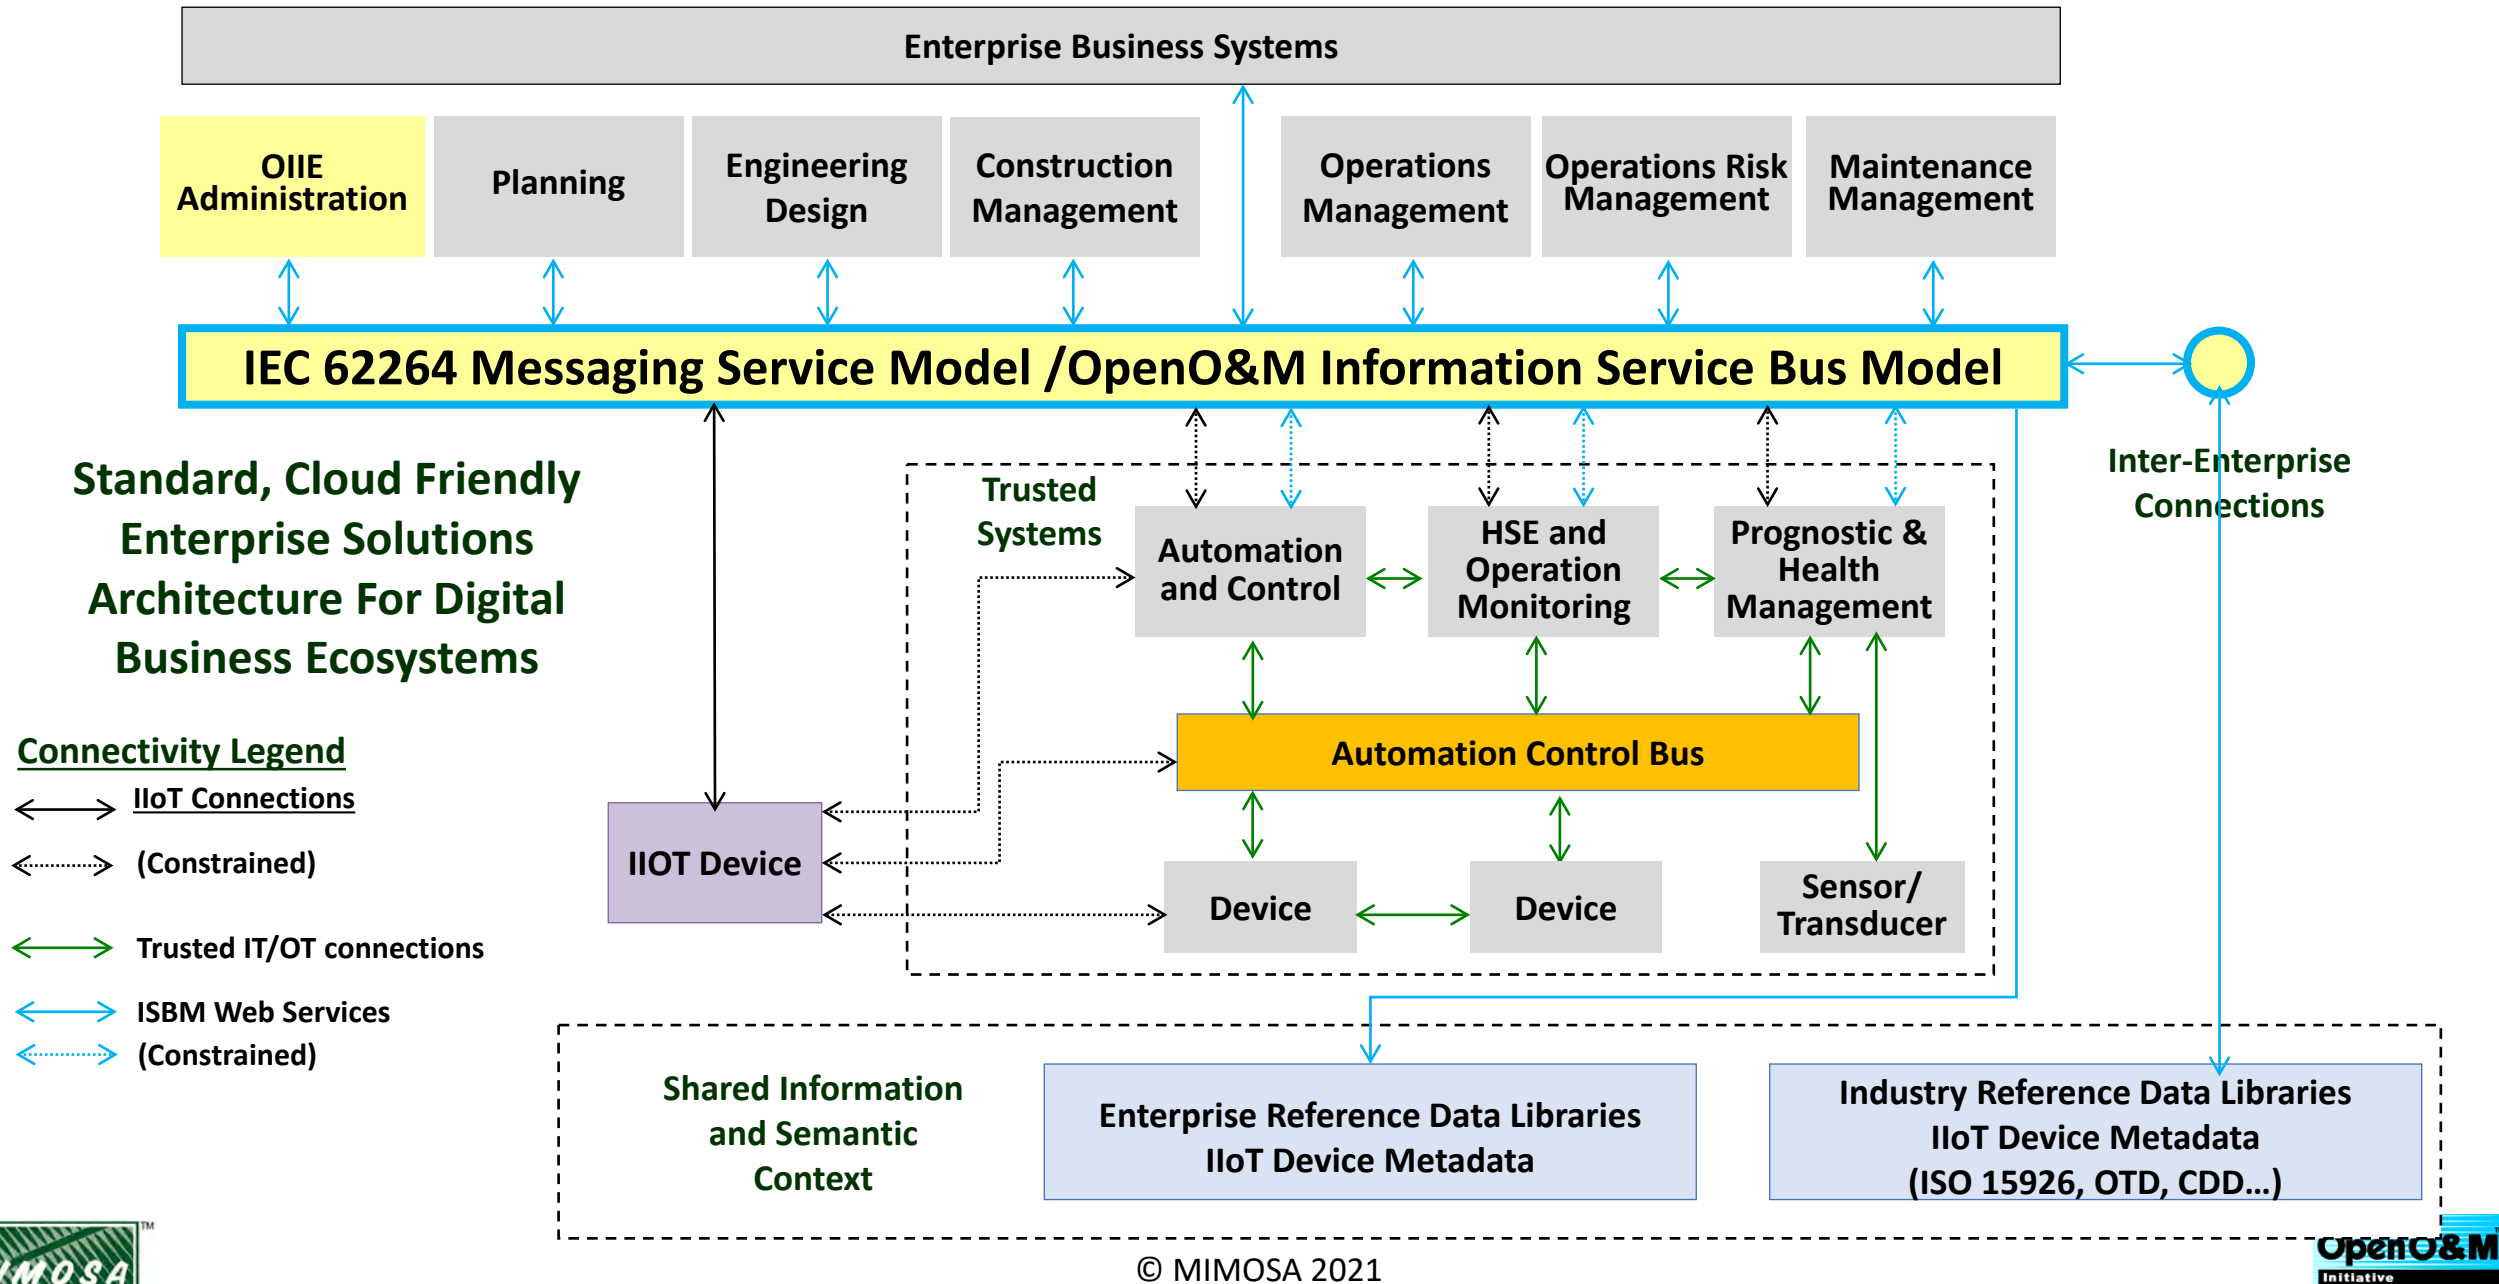 Enterprise Business Systems
OIIE
Administration
Planning
Engineering
Design
Construction
Management
Operations
Management
Operations Risk
Management
Maintenance
Management
IEC 62264 Messaging Service Model /OpenO&M Information Service Bus Model
Standard, Cloud Friendly
Enterprise Solutions
Architecture For Digital
Business Ecosystems
Trusted
Systems
Inter-Enterprise
Connections
Automation
and Control
HSE and
Operation
Monitoring
Prognostic &
Health
Management
Connectivity Legend
IIoT Connections
(Constrained)
Trusted IT/OT connections
ISBM Web Services
(Constrained)
Automation Control Bus
IIOT Device
Device
Device
Sensor/
Transducer
Shared Information
and Semantic
Context
Enterprise Reference Data Libraries
IIoT Device Metadata
Industry Reference Data Libraries
IIoT Device Metadata
(ISO 15926, OTD, CDD...)
TM
© MIMOSA 2021
OpenO&M
Initiative